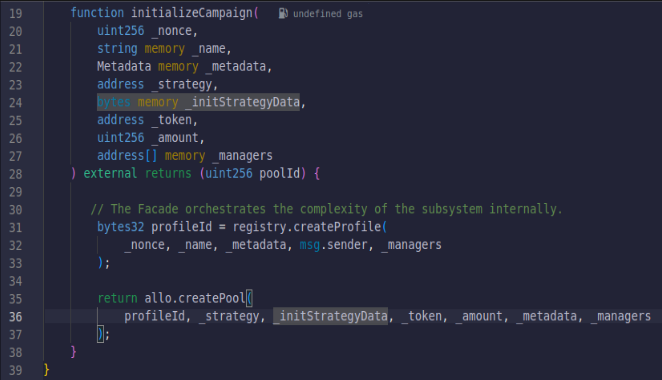 19 function initializeCampaign( undefined gas
20 uint256 _nonce,
21 string memory _name,
22 Metadata memory _metadata,
23 address _strategy,
24 bytes memory _initStrategyData,
25 address _token,
26 uint256 _amount,
27 address[] memory _managers
28 ) external returns (uint256 poolId) {
29
30 // The Facade orchestrates the complexity of the subsystem internally.
31 bytes32 profileId = registry.createProfile(
32 _nonce, _name, _metadata, msg.sender, _managers
33 );
34
35 return allo.createPool(
36 profileId, _strategy, _initStrategyData, _token, _amount, _metadata, _managers
37 );
38 }
39 }